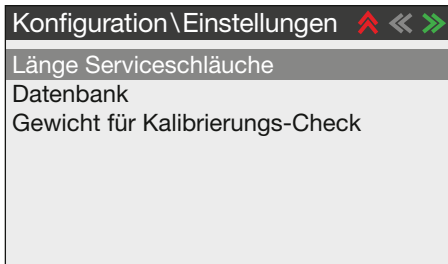 Konfiguration\Einstellungen
Länge Serviceschläuche
Datenbank
Gewicht für Kalibrierungs-Check